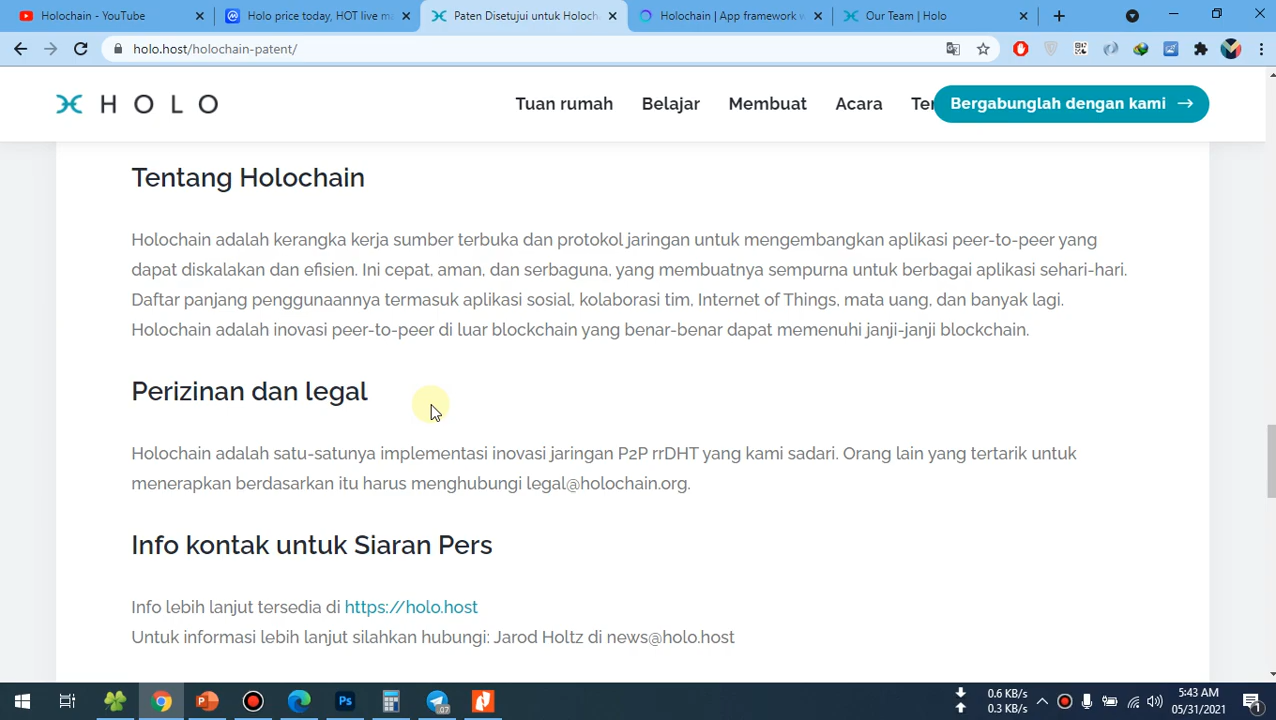 Holochain - YouTube
Holo price today, HOT live m
Paten Disetujui untuk Holoch
Holochain | App framework w
Our Team | Holo
holo.host/holochain-patent/
HOLO
Tuan rumah
Belajar
Membuat
Acara
Ter
Bergabunglah dengan kami →
Tentang Holochain
Holochain adalah kerangka kerja sumber terbuka dan protokol jaringan untuk mengembangkan aplikasi peer-to-peer yang
dapat diskalakan dan efisien. Ini cepat, aman, dan serbaguna, yang membuatnya sempurna untuk berbagai aplikasi sehari-hari.
Daftar panjang penggunaannya termasuk aplikasi sosial, kolaborasi tim, Internet of Things, mata uang, dan banyak lagi.
Holochain adalah inovasi peer-to-peer di luar blockchain yang benar-benar dapat memenuhi janji-janji blockchain.
Perizinan dan legal
Holochain adalah satu-satunya implementasi inovasi jaringan P2P rrDHT yang kami sadari. Orang lain yang tertarik untuk
menerapkan berdasarkan itu harus menghubungi legal@holochain.org.
Info kontak untuk Siaran Pers
Info lebih lanjut tersedia di https://holo.host
Untuk informasi lebih lanjut silahkan hubungi: Jarod Holtz di news@holo.host
0.6 KB/s
0.3 KB/s
5:43 AM
05/31/2021